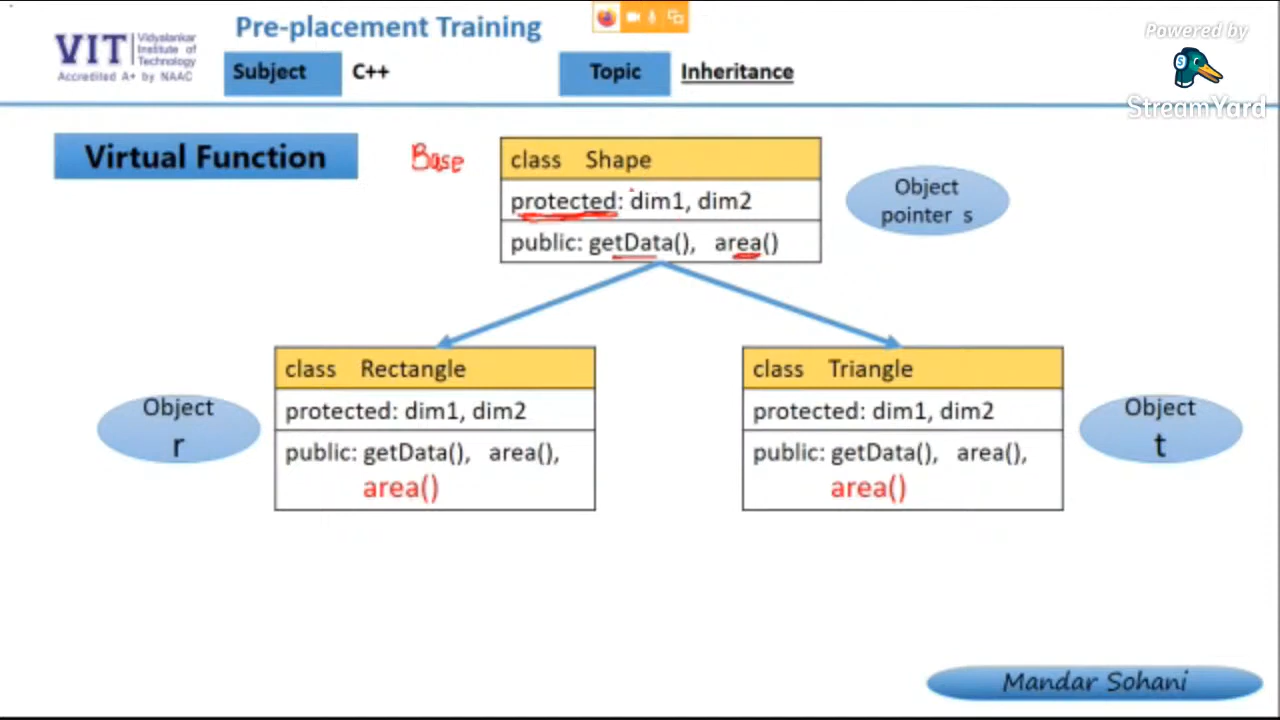 Pre-placement Training
VIT Vidyalankar Institute of Technology
Accredited A+ by NAAC
Subject C++ Topic Inheritance
Powered by
StreamYard
Virtual Function
Base
class Shape
protected: dim1, dim2
public: getData(), area()
Object
pointer s
class Rectangle
protected: dim1, dim2
public: getData(), area(),
area()
Object
r
class Triangle
protected: dim1, dim2
public: getData(), area(),
area()
Object
t
Mandar Sohani